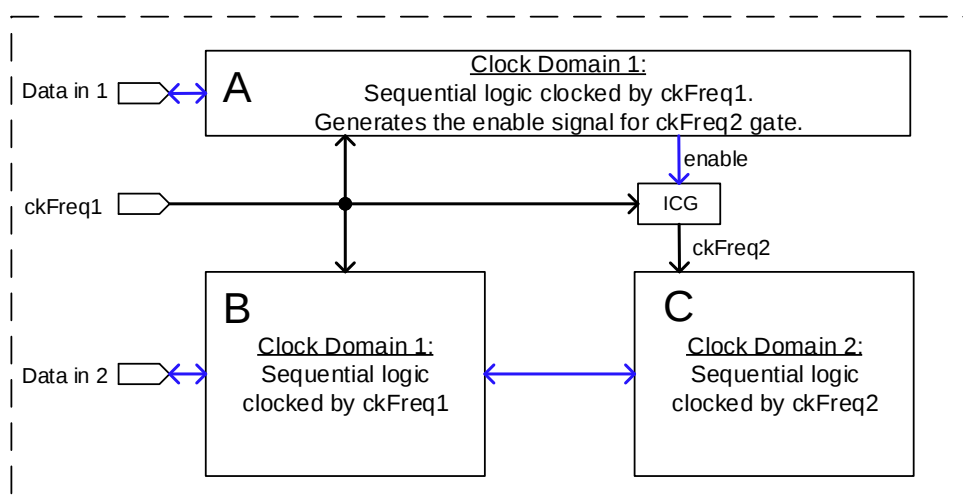 Data in 1
A
Clock Domain 1:
Sequential logic clocked by ckFreq1.
Generates the enable signal for ckFreq2 gate.
enable
ckFreq1
ICG
ckFreq2
B
Clock Domain 1:
Sequential logic
clocked by ckFreq1
C
Clock Domain 2:
Sequential logic
clocked by ckFreq2
Data in 2